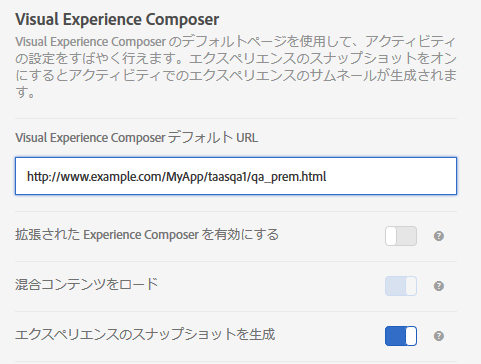 Visual Experience Composer
Visual Experience Composer のデフォルトページを使用して、アクティビティ
の設定をすばやく行えます。エクスペリエンスのスナップショットをオン
にするとアクティビティでのエクスペリエンスのサムネールが生成されま
す。
Visual Experience Composer デフォルト URL
http://www.example.com/MyApp/taasqa1/qa_prem.html
拡張された Experience Composer を有効にする
?
混合コンテンツをロード
?
エクスペリエンスのスナップショットを生成
?